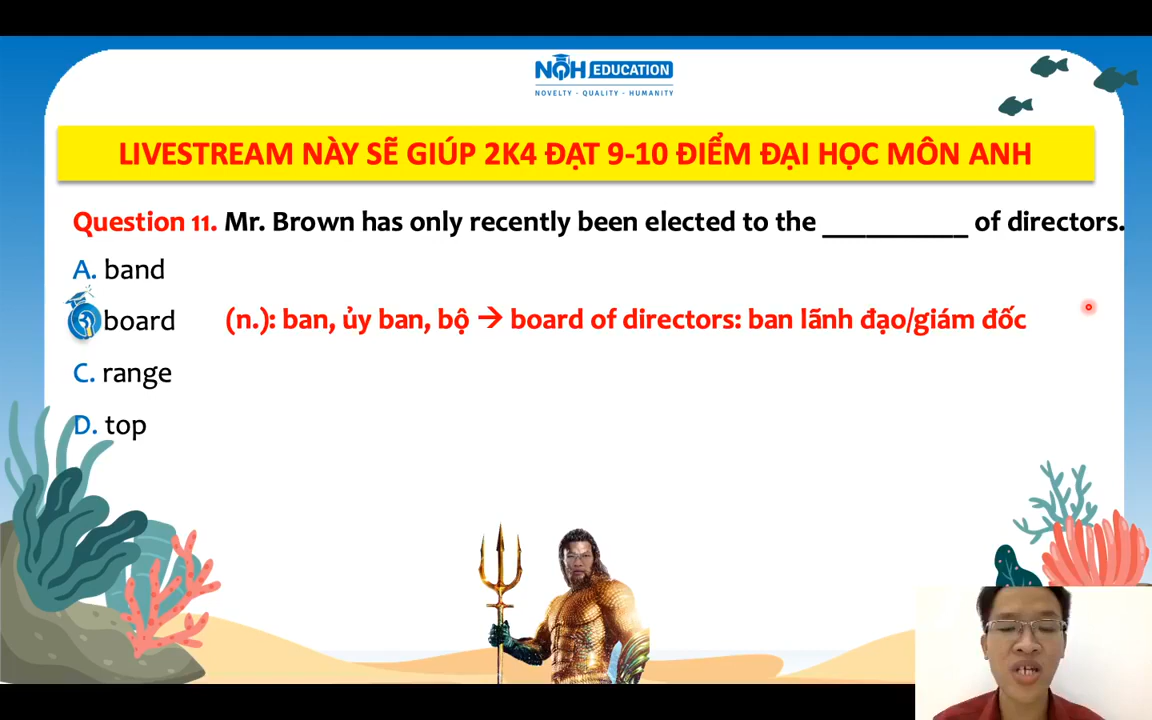 NQH EDUCATION
NOVELTY - QUALITY - HUMANITY
LIVESTREAM NÀY SẼ GIÚP 2K4 ĐẠT 9-10 ĐIỂM ĐẠI HỌC MÔN ANH
Question 11. Mr. Brown has only recently been elected to the __________ of directors.
A. band
board (n.): ban, ủy ban, bộ → board of directors: ban lãnh đạo/giám đốc
C. range
D. top